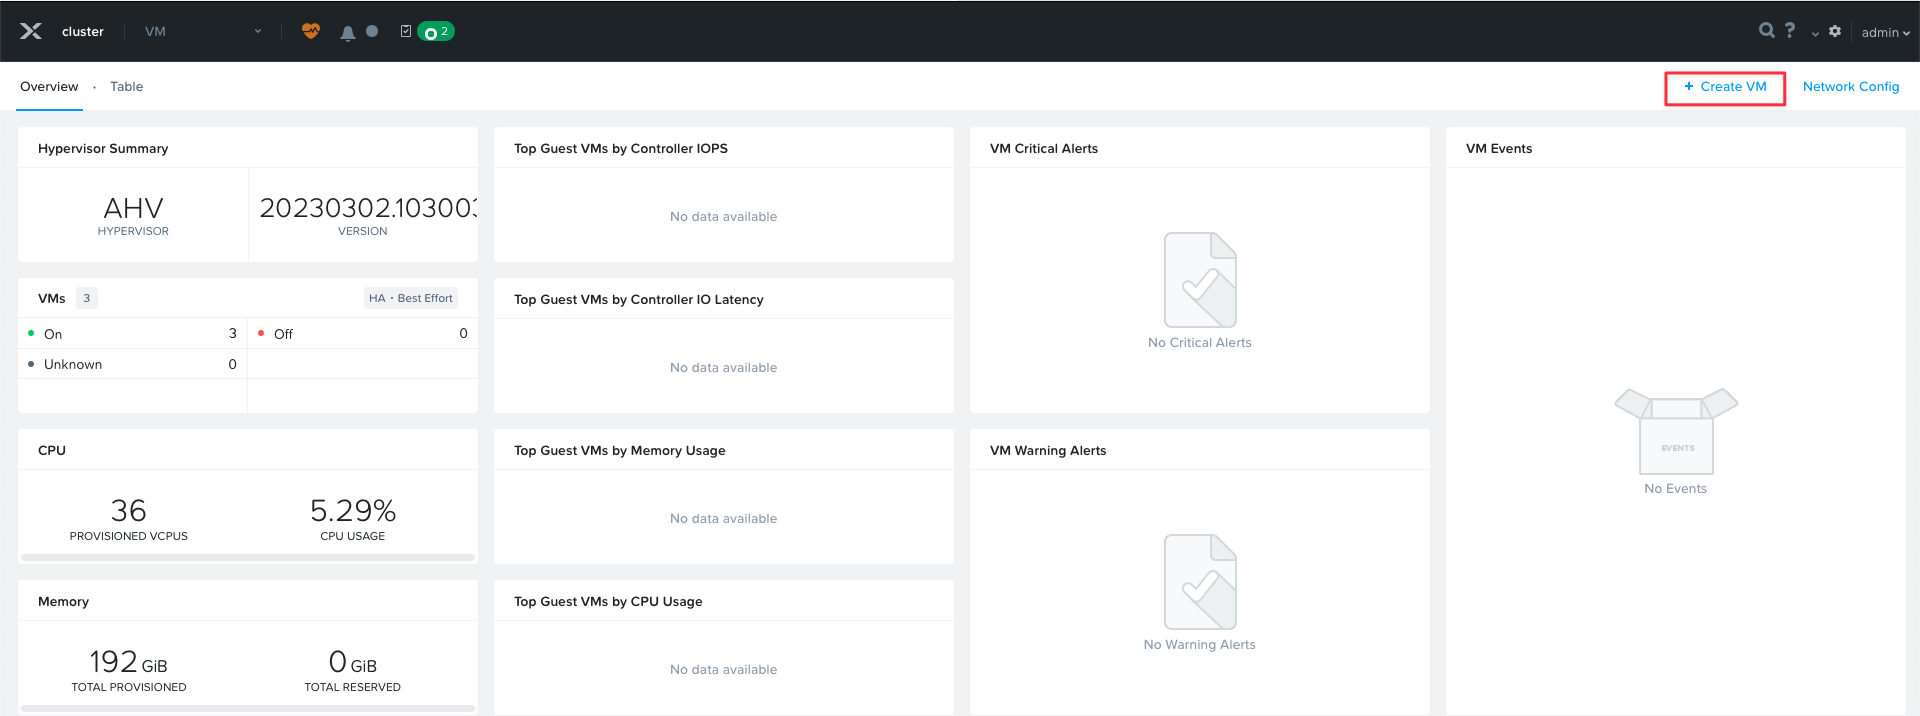 cluster
VM
2
?
admin
Overview · Table
+ Create VM
Network Config
Hypervisor Summary
AHV
HYPERVISOR
20230302.103003
VERSION
VMs 3
HA · Best Effort
On 3
Off 0
Unknown 0
CPU
36
PROVISIONED VCPUS
5.29%
CPU USAGE
Memory
192 GiB
TOTAL PROVISIONED
0 GiB
TOTAL RESERVED
Top Guest VMs by Controller IOPS
No data available
Top Guest VMs by Controller IO Latency
No data available
Top Guest VMs by Memory Usage
No data available
Top Guest VMs by CPU Usage
No data available
VM Critical Alerts
No Critical Alerts
VM Warning Alerts
No Warning Alerts
VM Events
EVENTS
No Events